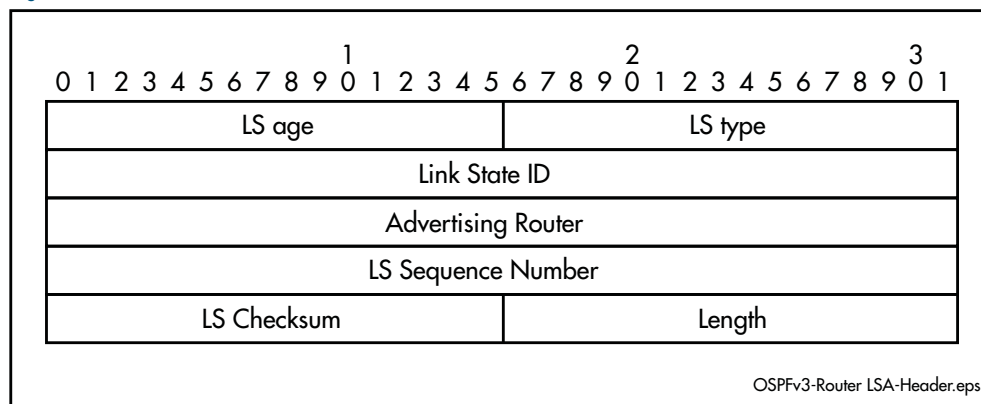 1 2 3
0 1 2 3 4 5 6 7 8 9 0 1 2 3 4 5 6 7 8 9 0 1 2 3 4 5 6 7 8 9 0 1
LS age LS type
Link State ID
Advertising Router
LS Sequence Number
LS Checksum Length
OSPFv3-Router LSA-Header.eps